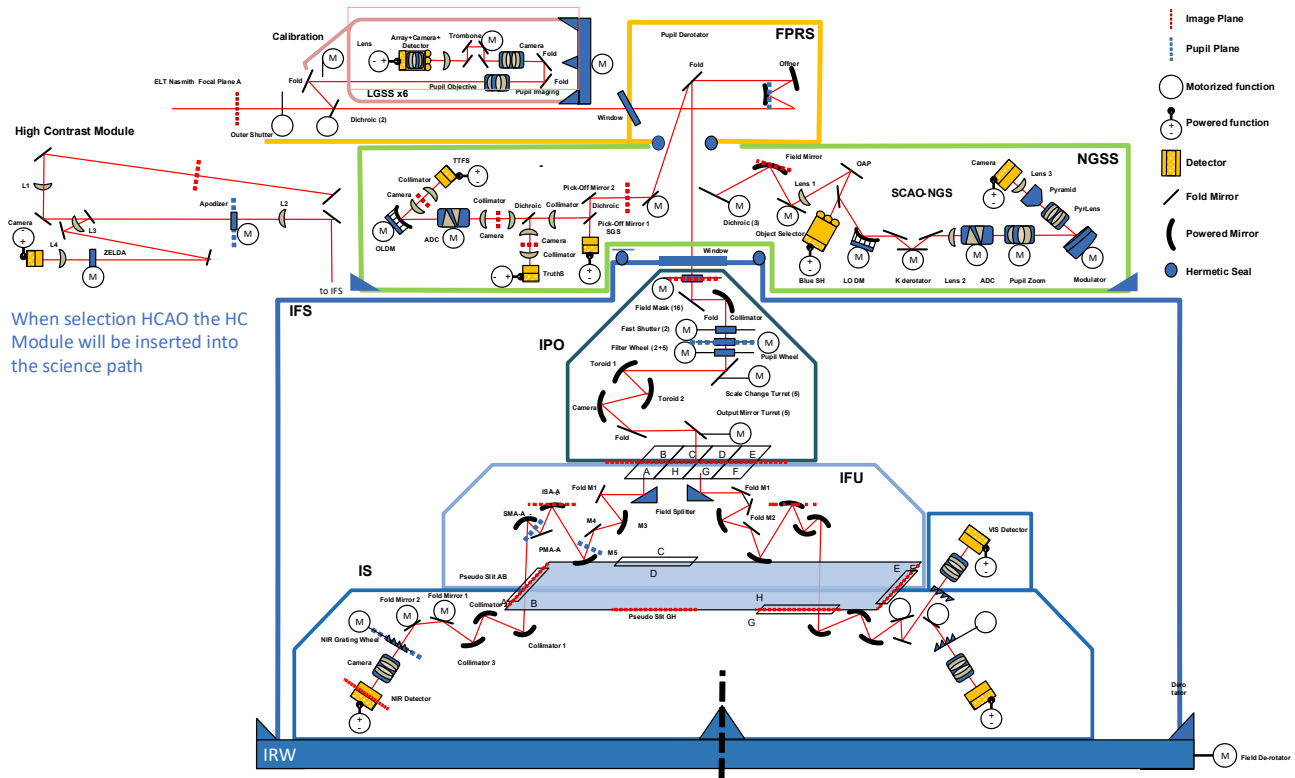 Calibration
Lens
Array+Camera+
Detector
Trombone
M
Camera
Fold
Fold
M
M
- +
Pupil Objective
Pupil Imaging
Fold
LGSS x6
ELT Nasmith Focal Plane A
Outer Shutter
M
M
Dichroic (2)
Window
Pupil Derotator
FPRS
Fold
Offner
Image Plane
Pupil Plane
M
Motorized function
+
-
Powered function
Detector
Fold Mirror
Powered Mirror
Hermetic Seal
High Contrast Module
L1
Apodizer
L2
M
L3
Camera
+
-
L4
ZELDA
M
to IFS
When selection HCAO the HC
Module will be inserted into
the science path
-
TTFS
Collimator
+
-
Camera
Collimator
Dichroic
Collimator
Pick-Off Mirror 2
Dichroic
M
Pick-Off Mirror 1
SGS
OLDM
M
ADC
M
Camera
Camera
Collimator
TruthS
+
-
+
-
NGSS
Field Mirror
OAP
Lens 1
SCAO-NGS
Camera
+
-
Lens 3
Pyramid
PyrLens
Dichroic (3)
M
M
Object Selector
+
-
Blue SH
M
LO DM
M
K derotator
Lens 2
M
ADC
M
Pupil Zoom
M
Modulator
Window
IFS
IPO
M
Field Mask (16)
Fold
Collimator
Fast Shutter (2)
M
Filter Wheel (2+5)
M
M
Pupil Wheel
Toroid 1
M
Scale Change Turret (5)
Toroid 2
Camera
Output Mirror Turret (5)
M
Fold
B
C
D
E
A
H
G
F
IFU
Fold M1
Field Splitter
Fold M1
ISA-A
SMA-A
M4
M3
Fold M2
PMA-A
M5
C
D
Pseudo Slit AB
A
B
E
F
H
G
Pseudo Slit GH
VIS Detector
+
-
IS
Fold Mirror 2
Fold Mirror 1
M
M
M
NIR Grating Wheel
Collimator 2
Collimator 1
Collimator 3
Camera
NIR Detector
+
-
M
M
M
+
-
Dero
tator
IRW
M
Field De-rotator